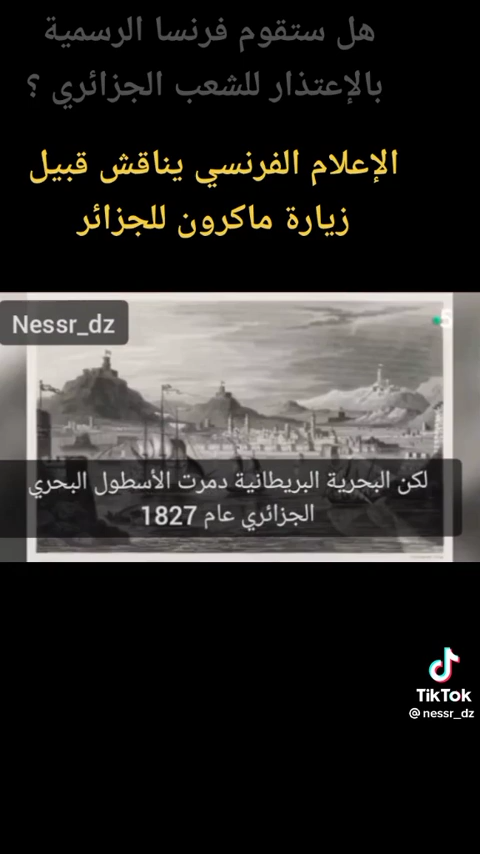 هل ستقوم فرنسا الرسمية
بالإعتذار للشعب الجزائري ؟
الإعلام الفرنسي يناقش قبيل
زيارة ماكرون للجزائر
Nessr_dz
5
لكن البحرية البريطانية دمرت الأسطول البحري
الجزائري عام 1827
TikTok
@nessr_dz